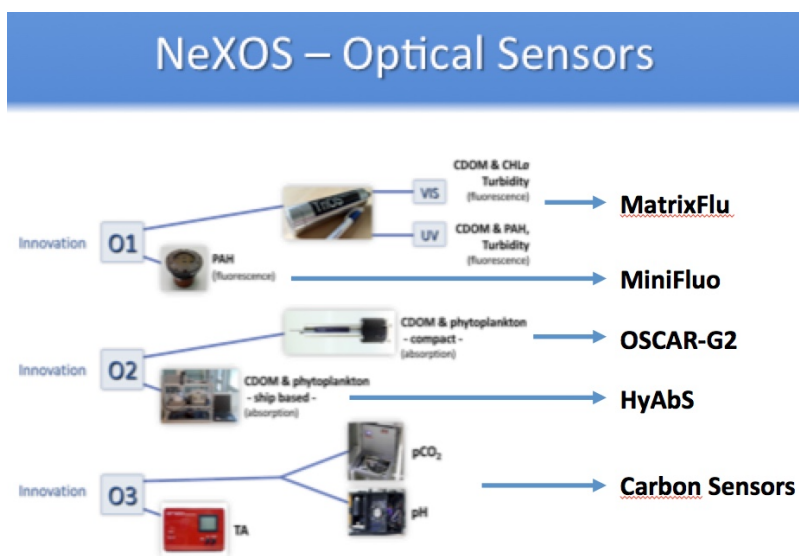 NeXOS – Optical Sensors
Innovation
O1
TriOS
VIS
CDOM & CHLa
Turbidity
(fluorescence)
UV
CDOM & PAH,
Turbidity
(fluorescence)
MatrixFlu
PAH
(fluorescence)
MiniFluo
Innovation
O2
CDOM & phytoplankton
- compact -
(absorption)
OSCAR-G2
CDOM & phytoplankton
- ship based -
(absorption)
HyAbS
Innovation
O3
pCO₂
pH
TA
Carbon Sensors